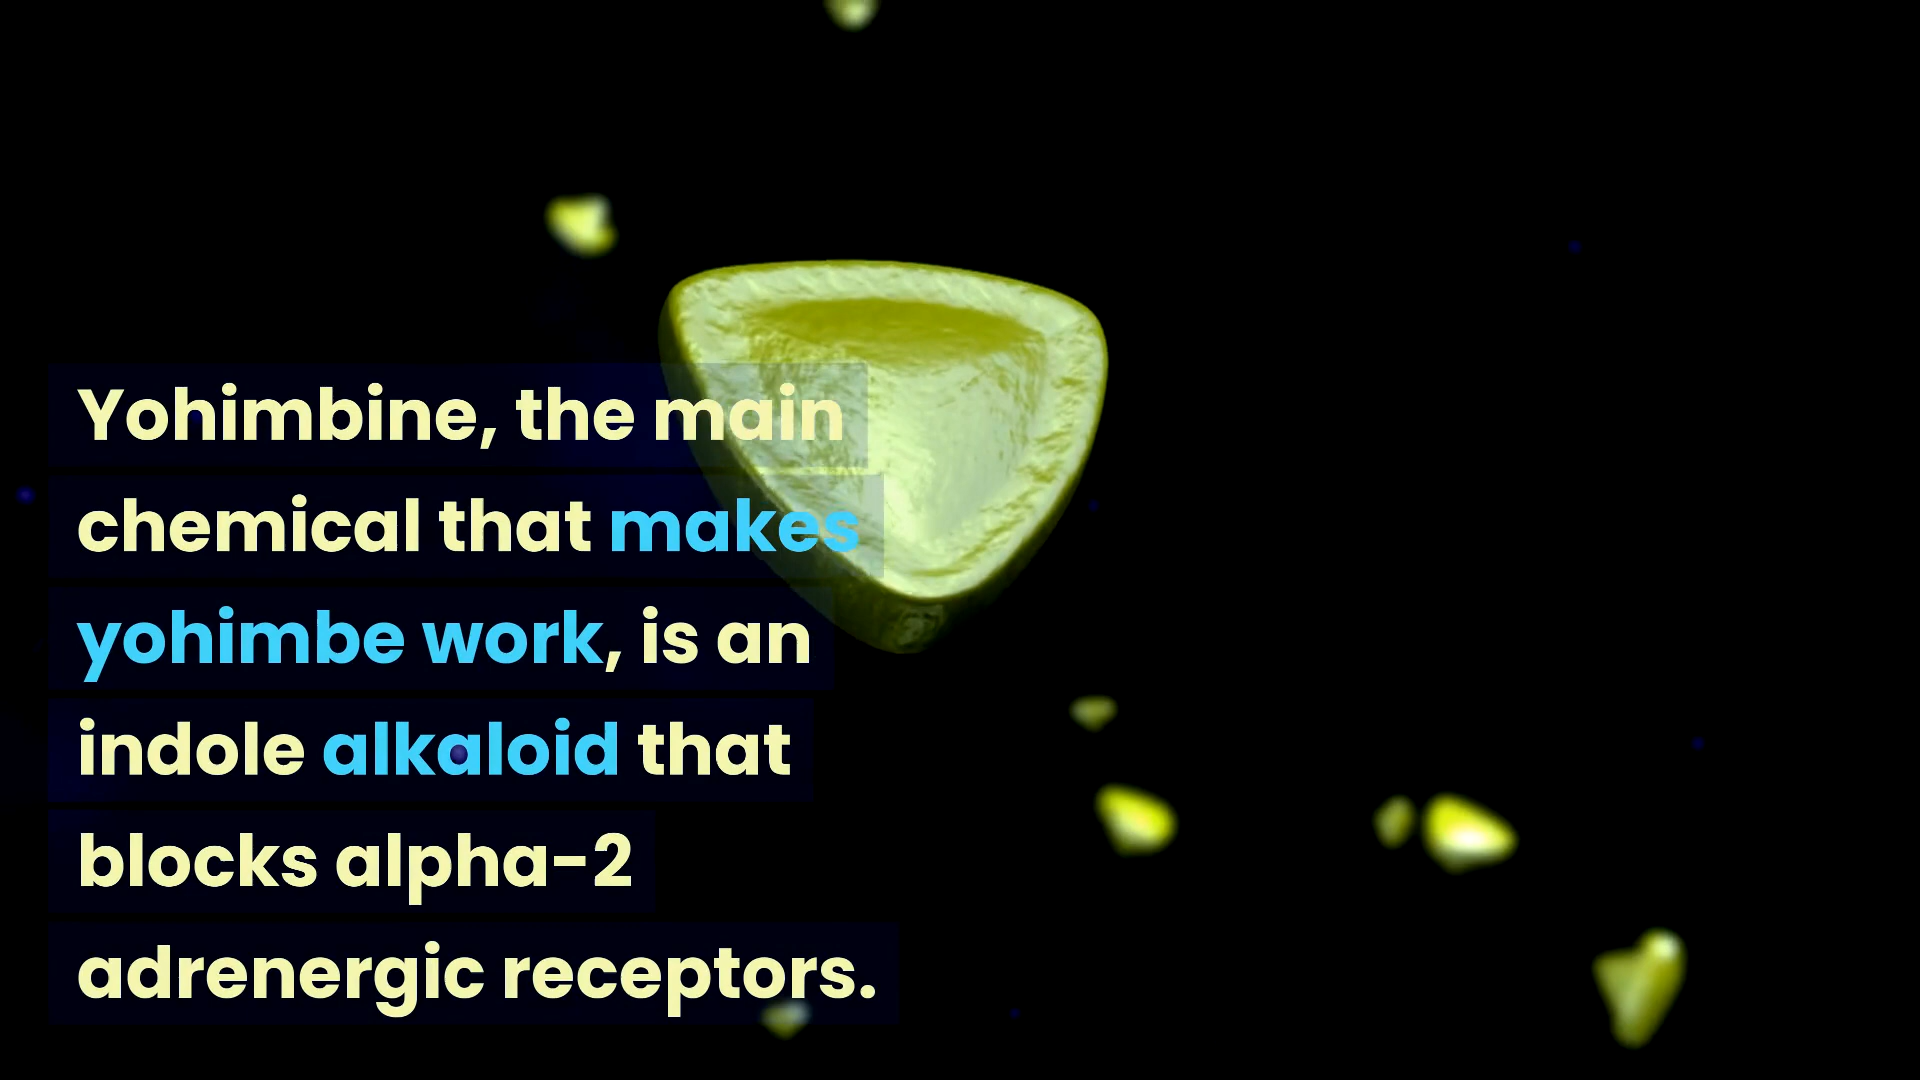 Yohimbine, the main
chemical that makes
yohimbe work, is an
indole alkaloid that
blocks alpha-2
adrenergic receptors.